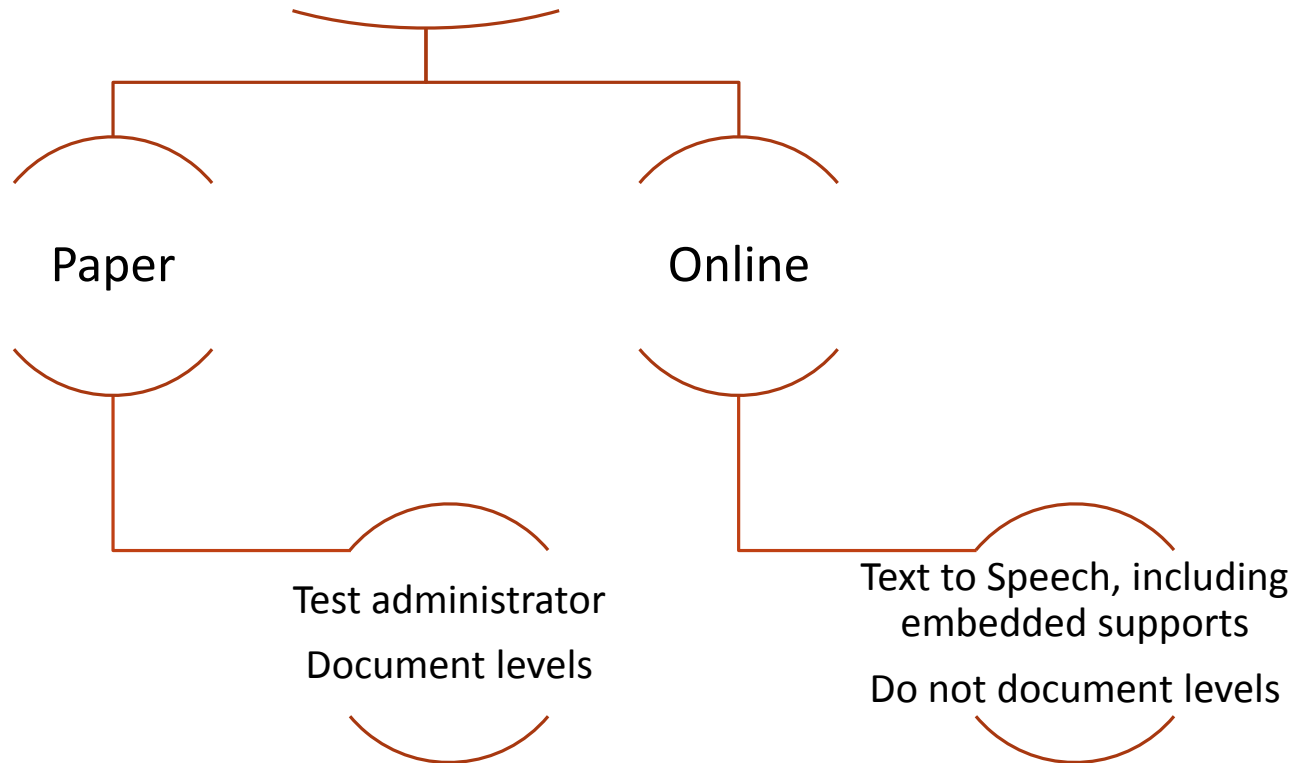 Paper
Online
Test administrator
Document levels
Text to Speech, including
embedded supports
Do not document levels